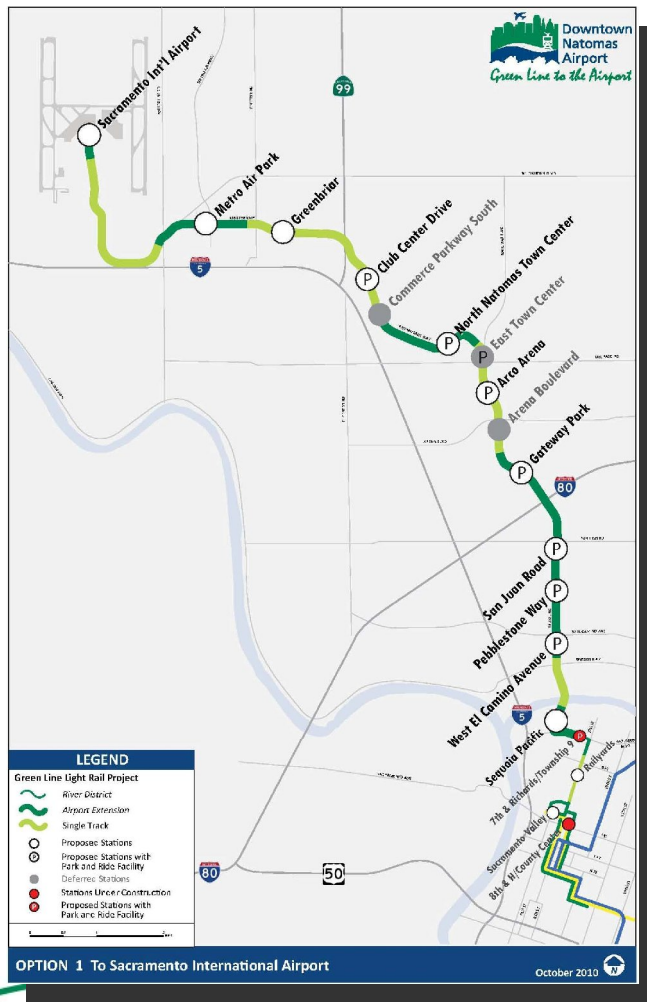 Downtown
Natomas
Airport
Green Line to the Airport
Sacramento Int'l Airport
99
Metro Air Park
Greenbriar
5
Club Center Drive
Commerce Parkway South
North Natomas Town Center
P
East Town Center
P
Arco Arena
P
Arena Boulevard
P
Gateway Park
P
80
P
San Juan Road
P
Pebblestone Way
P
West El Camino Avenue
5
Sequoia Pacific
P
7th & Richards/Township 9
Railyards
Sacramento Valley
8th & H/County Center
80
50
LEGEND
Green Line Light Rail Project
River District
Airport Extension
Single Track
Proposed Stations
P
Proposed Stations with
Park and Ride Facility
Deferred Stations
Stations Under Construction
P
Proposed Stations with
Park and Ride Facility
OPTION 1 To Sacramento International Airport
October 2010
N